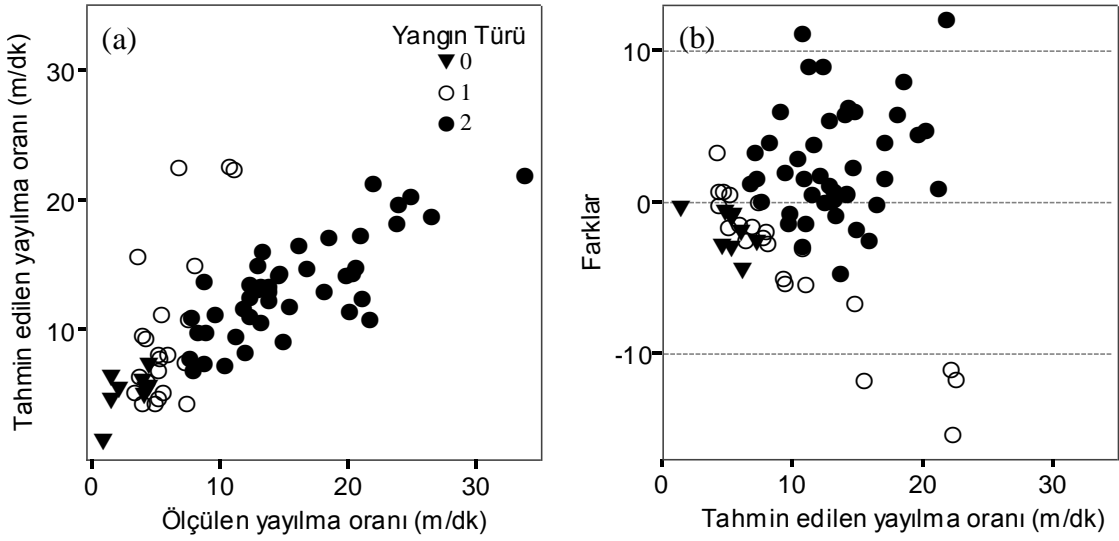 (a)
Yangın Türü
0
1
2
30
20
10
Tahmin edilen yayılma oranı (m/dk)
0
10
20
30
Ölçülen yayılma oranı (m/dk)
(b)
10
0
-10
Farklar
0
10
20
30
Tahmin edilen yayılma oranı (m/dk)